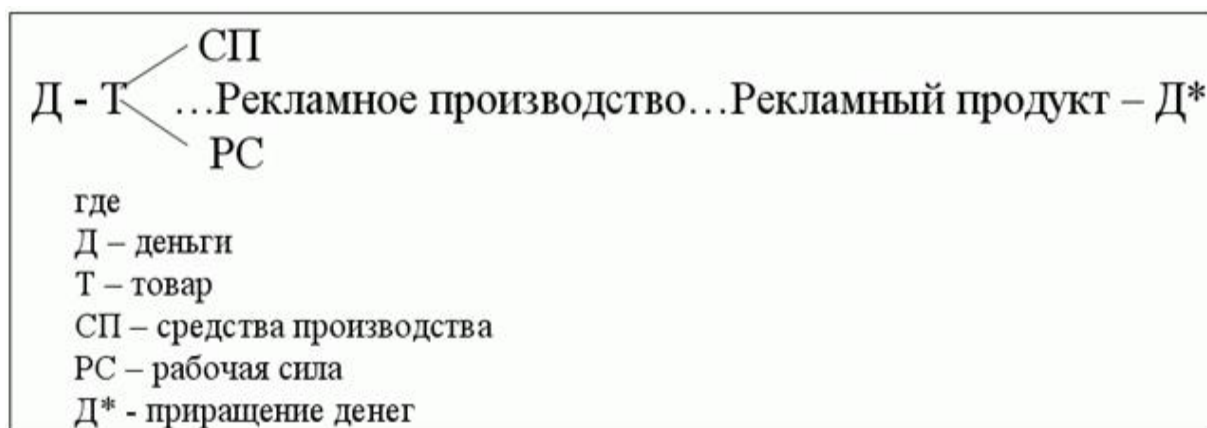 СП
Д - Т …Рекламное производство…Рекламный продукт – Д*
РС
где
Д – деньги
Т – товар
СП – средства производства
РС – рабочая сила
Д* - приращение денег